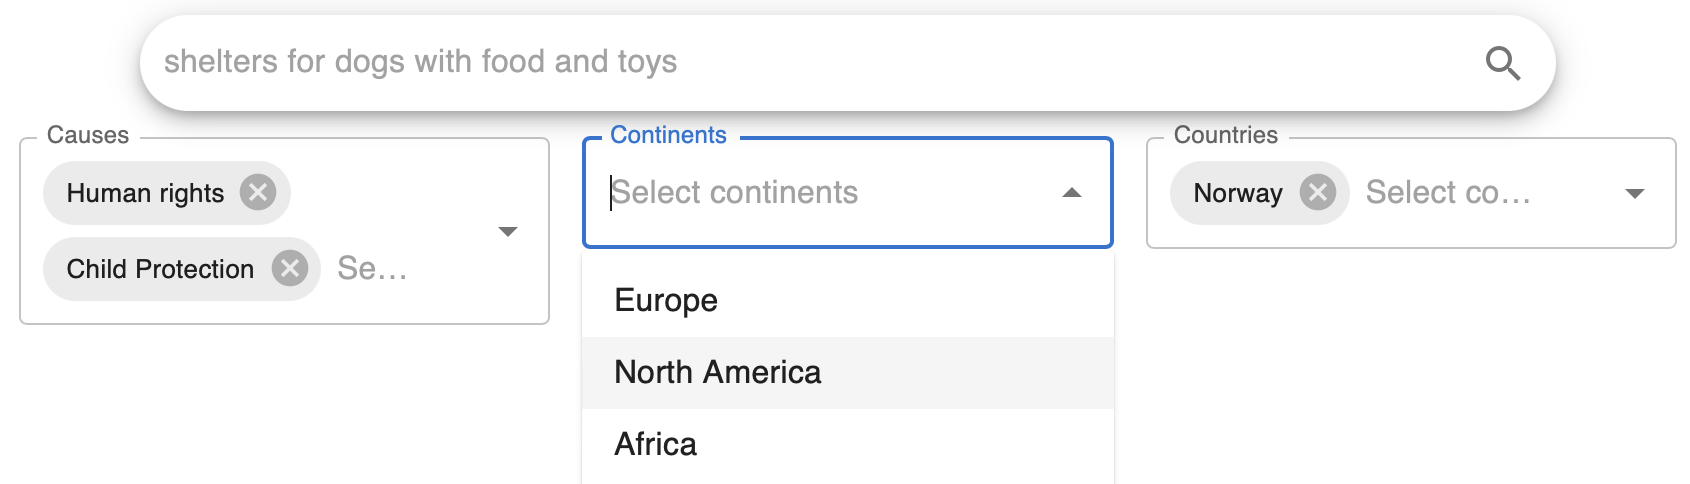 shelters for dogs with food and toys
Causes
Human rights
Child Protection Se...
Continents
Select continents
Europe
North America
Africa
Countries
Norway Select co...